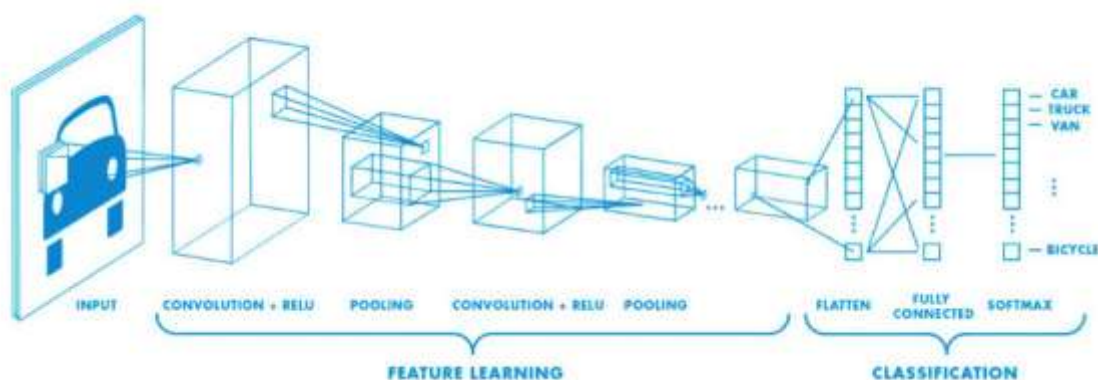 CAR
TRUCK
VAN
BICYCLE
INPUT
CONVOLUTION + RELU
POOLING
CONVOLUTION + RELU
POOLING
FLATTEN
FULLY
CONNECTED
SOFTMAX
FEATURE LEARNING
CLASSIFICATION